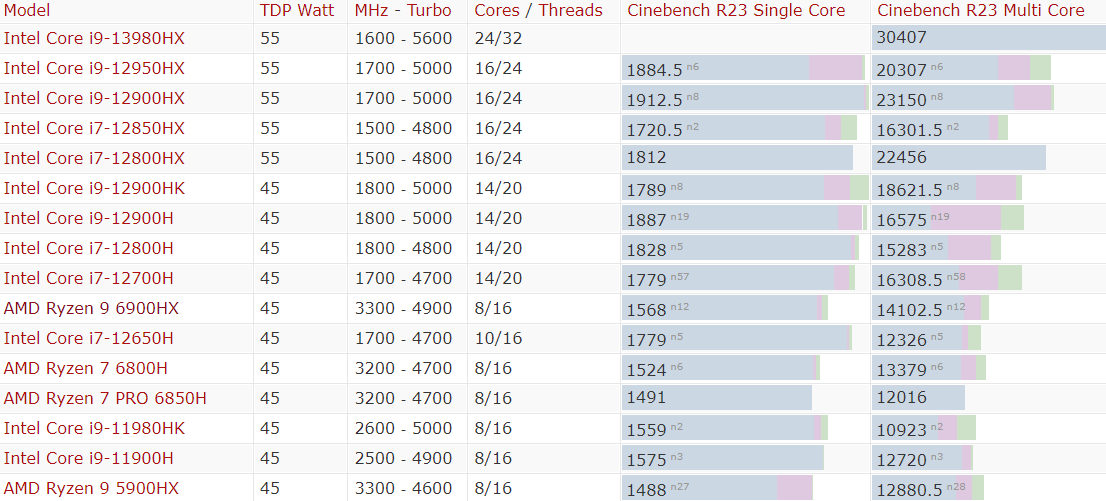 Model TDP Watt MHz - Turbo Cores / Threads Cinebench R23 Single Core Cinebench R23 Multi Core
Intel Core i9-13980HX 55 1600 - 5600 24/32 30407
Intel Core i9-12950HX 55 1700 - 5000 16/24 1884.5 n6 20307 n6
Intel Core i9-12900HX 55 1700 - 5000 16/24 1912.5 n8 23150 n8
Intel Core i7-12850HX 55 1500 - 4800 16/24 1720.5 n2 16301.5 n2
Intel Core i7-12800HX 55 1500 - 4800 16/24 1812 22456
Intel Core i9-12900HK 45 1800 - 5000 14/20 1789 n8 18621.5 n8
Intel Core i9-12900H 45 1800 - 5000 14/20 1887 n19 16575 n19
Intel Core i7-12800H 45 1800 - 4800 14/20 1828 n5 15283 n5
Intel Core i7-12700H 45 1700 - 4700 14/20 1779 n57 16308.5 n58
AMD Ryzen 9 6900HX 45 3300 - 4900 8/16 1568 n12 14102.5 n12
Intel Core i7-12650H 45 1700 - 4700 10/16 1779 n5 12326 n5
AMD Ryzen 7 6800H 45 3200 - 4700 8/16 1524 n6 13379 n6
AMD Ryzen 7 PRO 6850H 45 3200 - 4700 8/16 1491 12016
Intel Core i9-11980HK 45 2600 - 5000 8/16 1559 n2 10923 n2
Intel Core i9-11900H 45 2500 - 4900 8/16 1575 n3 12720 n3
AMD Ryzen 9 5900HX 45 3300 - 4600 8/16 1488 n27 12880.5 n28